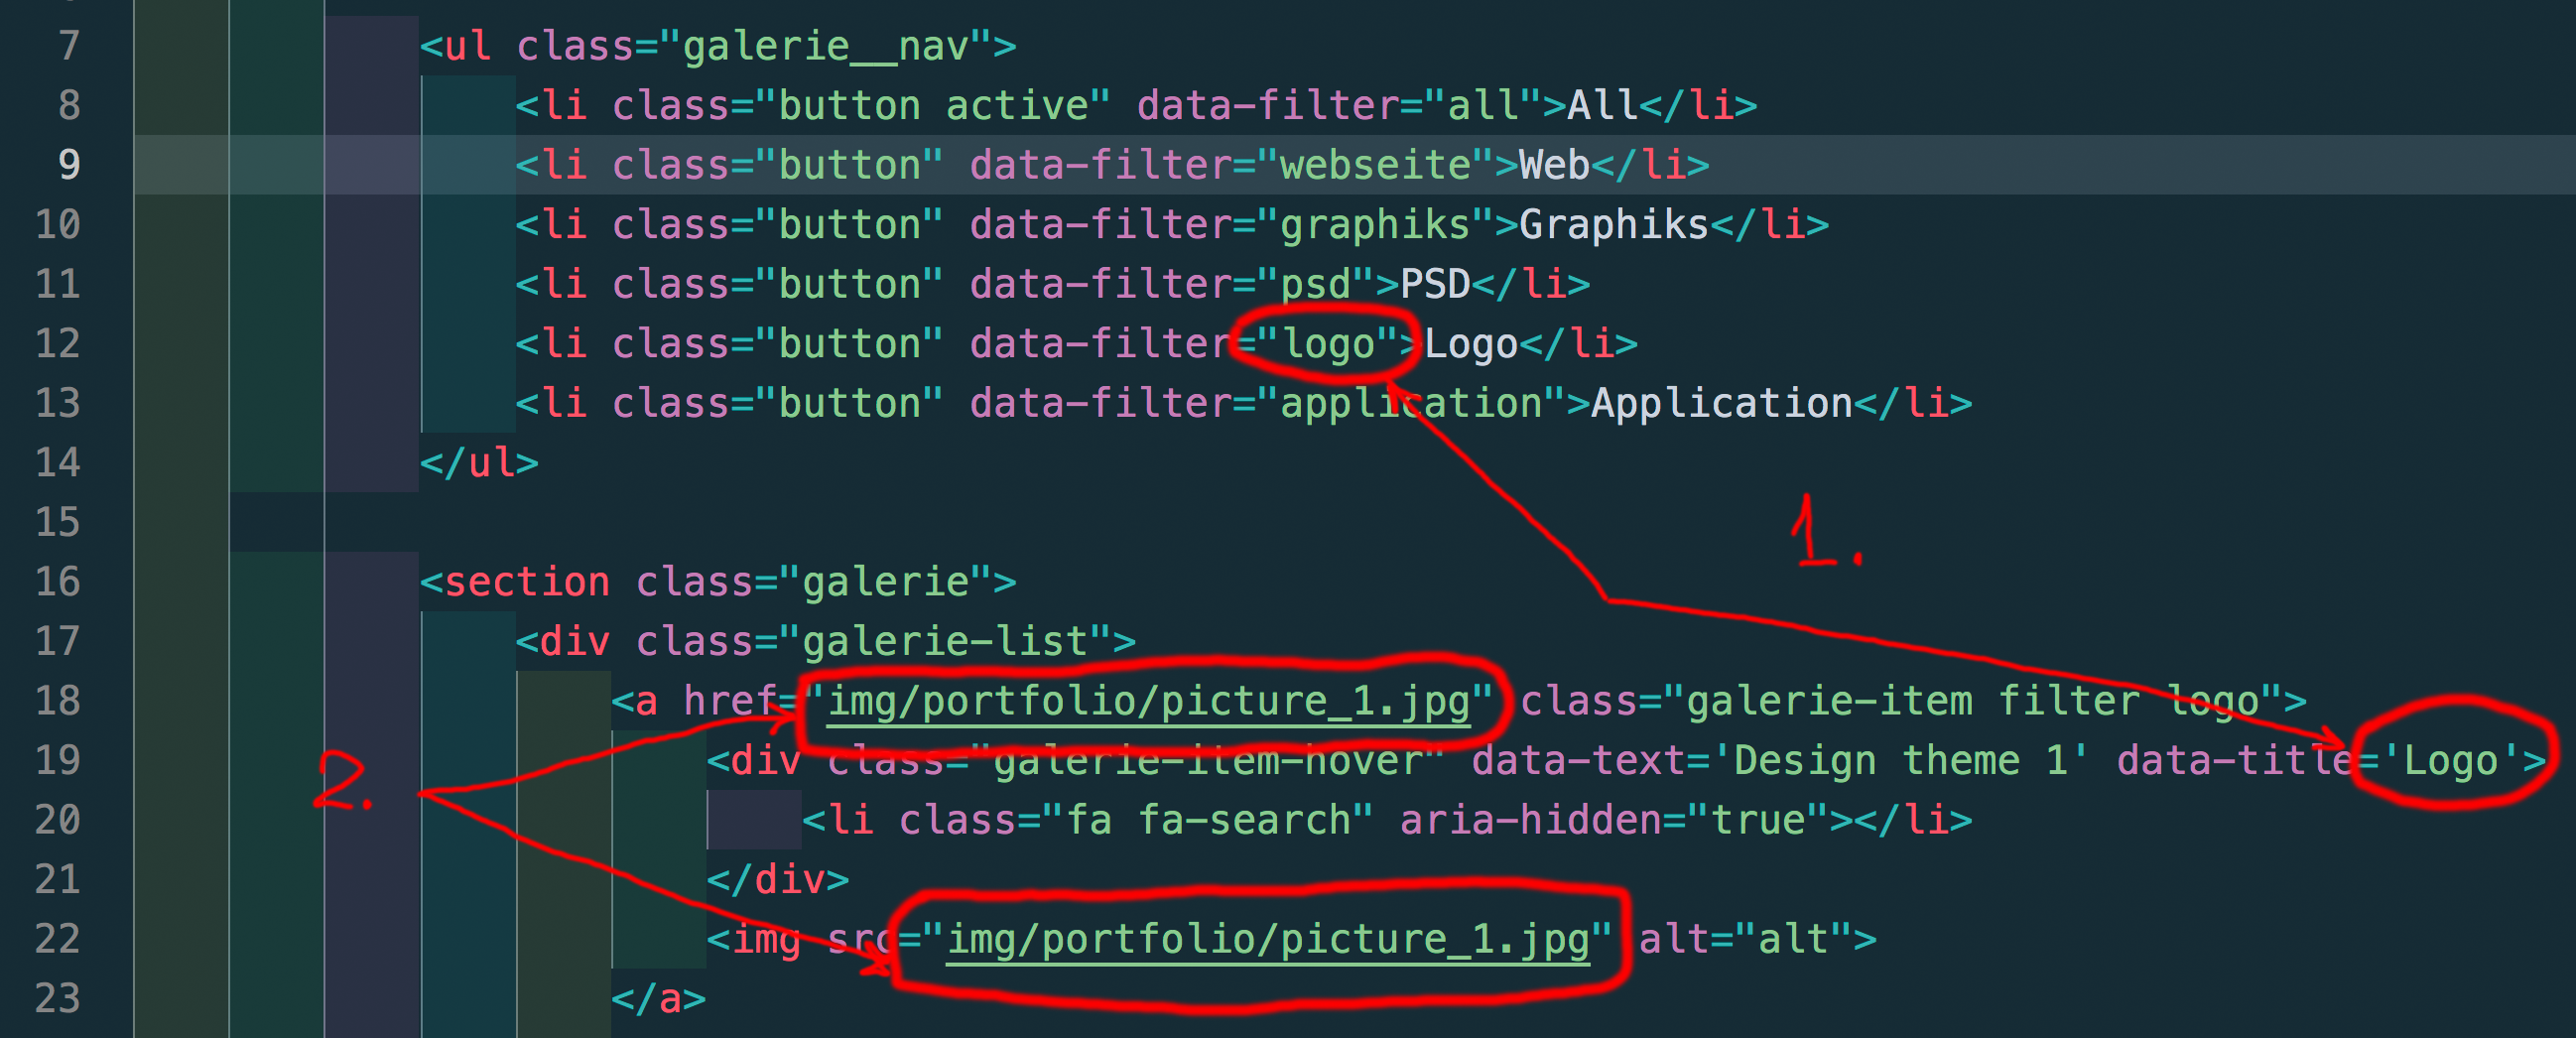 7 <ul class="galerie__nav">
8 <li class="button active" data-filter="all">All</li>
9 <li class="button" data-filter="webseite">Web</li>
10 <li class="button" data-filter="graphiks">Graphiks</li>
11 <li class="button" data-filter="psd">PSD</li>
12 <li class="button" data-filter="logo">Logo</li>
13 <li class="button" data-filter="application">Application</li>
14 </ul>
15
1.
16 <section class="galerie">
17 <div class="galerie-list">
18 <a href="img/portfolio/picture_1.jpg" class="galerie-item filter logo">
19 <div class="galerie-item-hover" data-text='Design theme 1' data-title='Logo'>
2.
20 <li class="fa fa-search" aria-hidden="true"></li>
21 </div>
22 <img src="img/portfolio/picture_1.jpg" alt="alt">
23 </a>